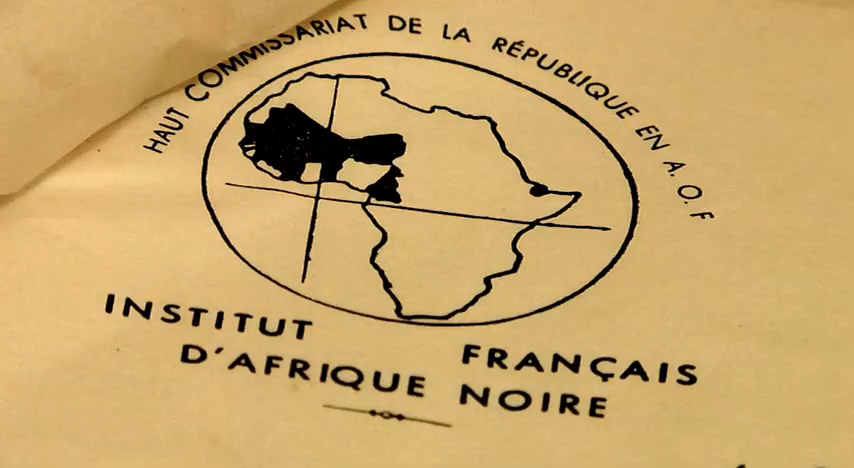 HAUT COMMISSARIAT DE LA RÉPUBLIQUE EN A.O.F
INSTITUT FRANÇAIS
D'AFRIQUE NOIRE